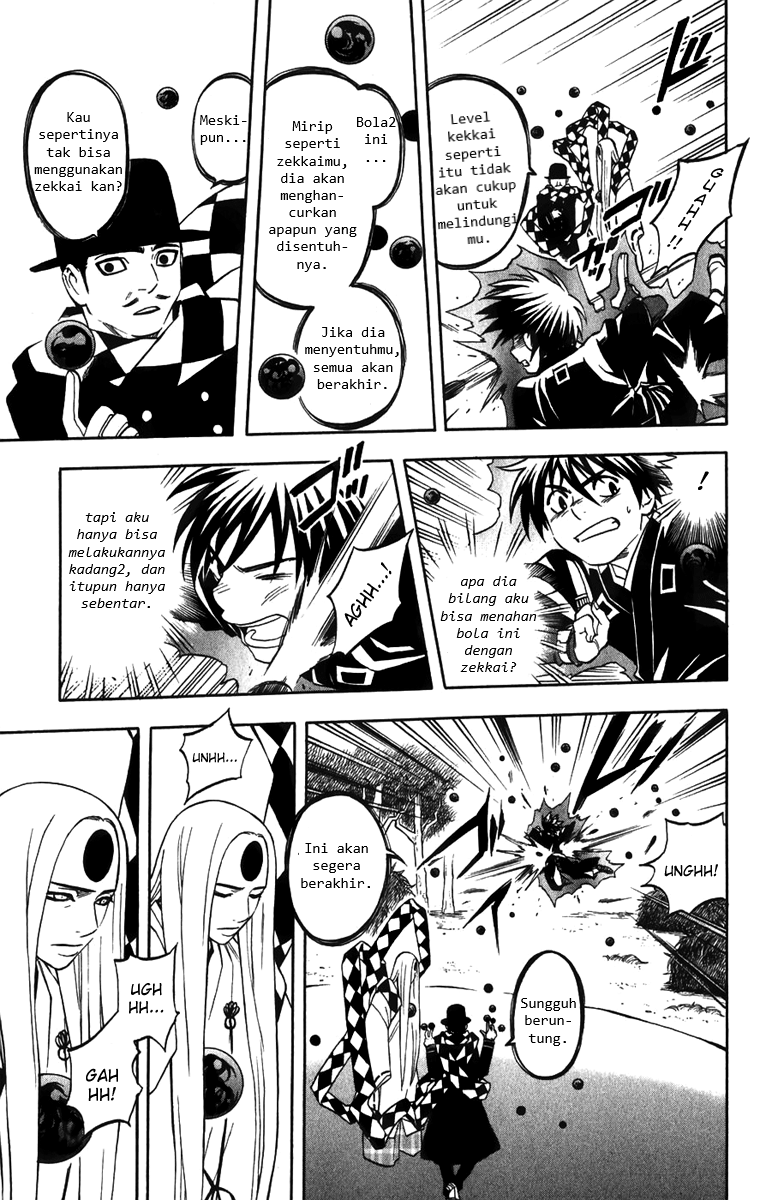 Level
kekkai
seperti
itu tidak
akan cukup
untuk
melindungi
mu.
GUAHH!!
Bola2
ini
...
Mirip
seperti
zekkaimu,
dia akan
menghan-
curkan
apapun yang
disentuh-
nya.
Jika dia
menyentuhmu,
semua akan
berakhir.
Meski-
pun...
Kau
sepertinya
tak bisa
menggunakan
zekkai kan?
!
apa dia
bilang aku
bisa menahan
bola ini
dengan
zekkai?
AGHH...!
tapi aku
hanya bisa
melakukannya
kadang2, dan
itupun hanya
sebentar.
UNGHH!
Ini akan
segera
berakhir.
Sungguh
berun-
tung.
UNHH...
UGH
HH...
GAH
HH!